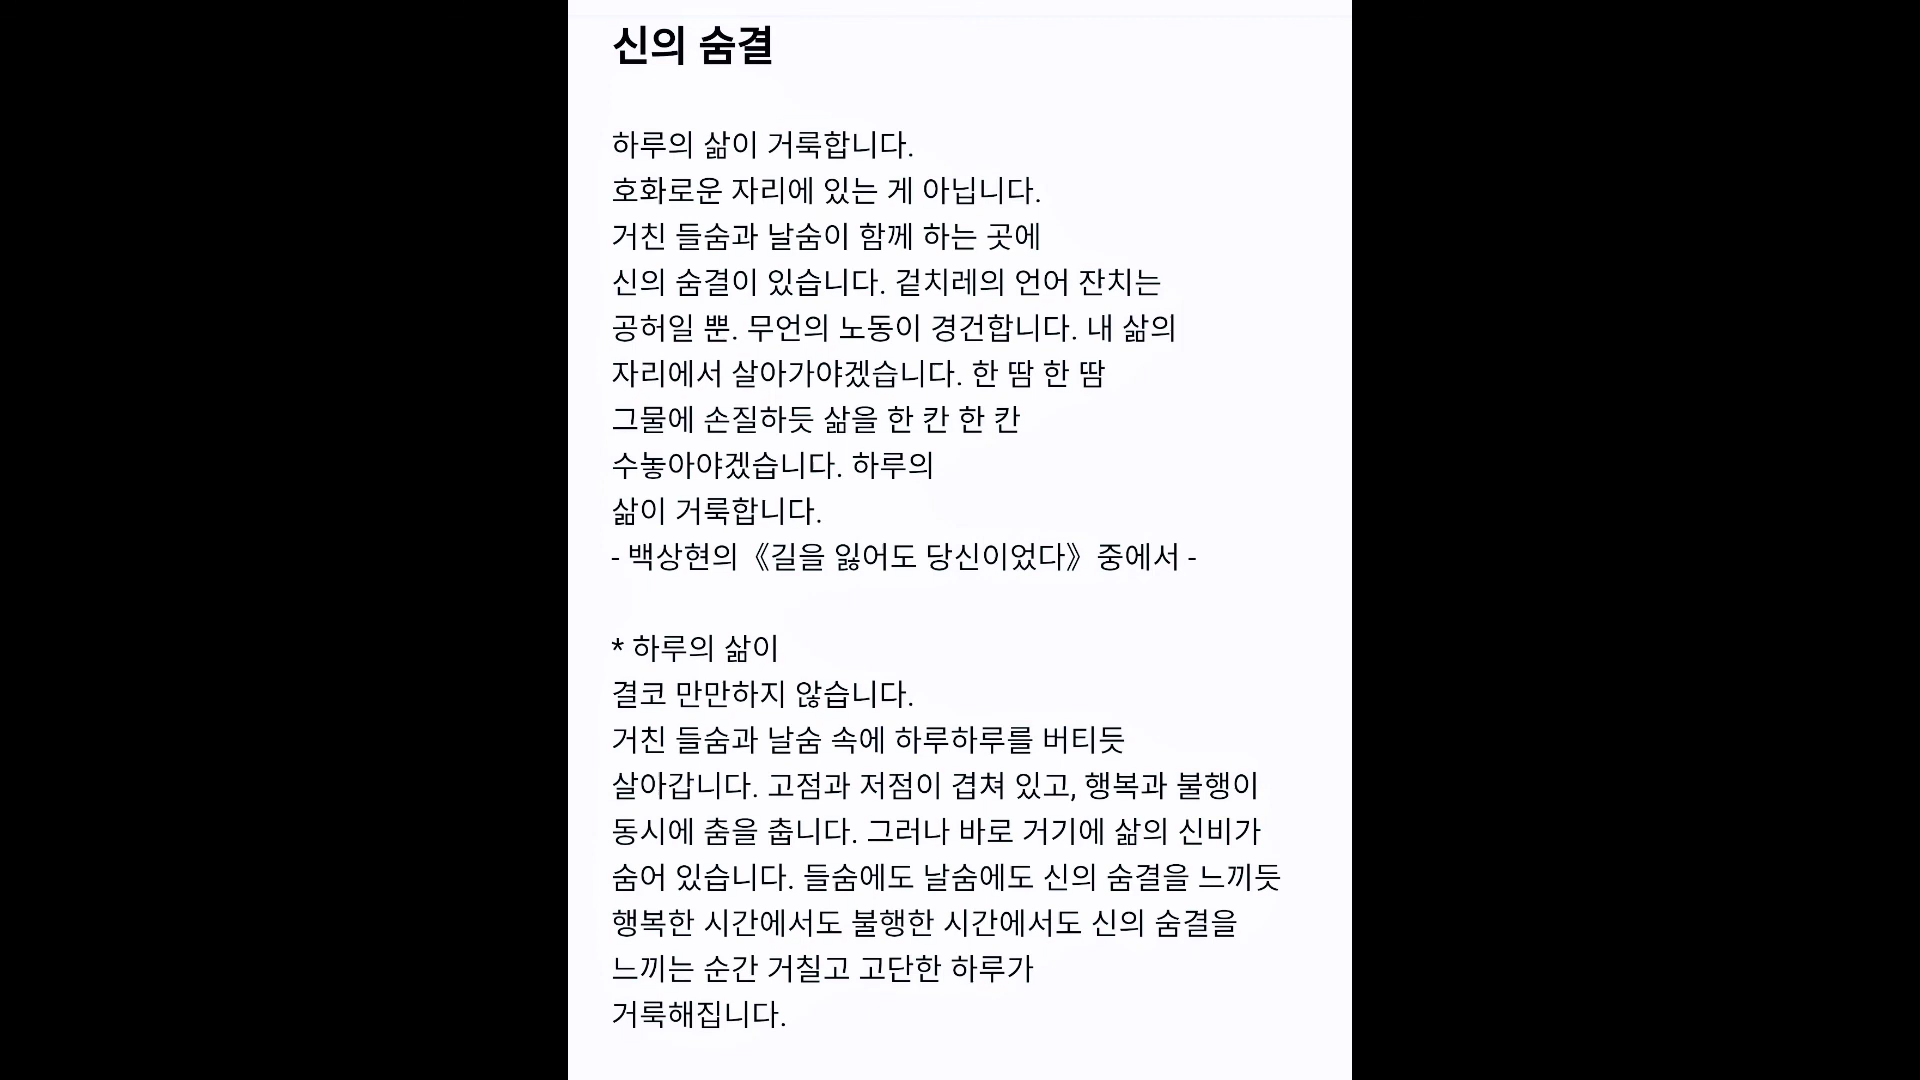 신의 숨결
하루의 삶이 거룩합니다.
호화로운 자리에 있는 게 아닙니다.
거친 들숨과 날숨이 함께 하는 곳에
신의 숨결이 있습니다. 겉치레의 언어 잔치는
공허일 뿐. 무언의 노동이 경건합니다. 내 삶의
자리에서 살아가야겠습니다. 한 땀 한 땀
그물에 손질하듯 삶을 한 칸 한 칸
수놓아야겠습니다. 하루의
삶이 거룩합니다.
- 백상현의《길을 잃어도 당신이었다》중에서 -
* 하루의 삶이
결코 만만하지 않습니다.
거친 들숨과 날숨 속에 하루하루를 버티듯
살아갑니다. 고점과 저점이 겹쳐 있고, 행복과 불행이
동시에 춤을 춥니다. 그러나 바로 거기에 삶의 신비가
숨어 있습니다. 들숨에도 날숨에도 신의 숨결을 느끼듯
행복한 시간에서도 불행한 시간에서도 신의 숨결을
느끼는 순간 거칠고 고단한 하루가
거룩해집니다.